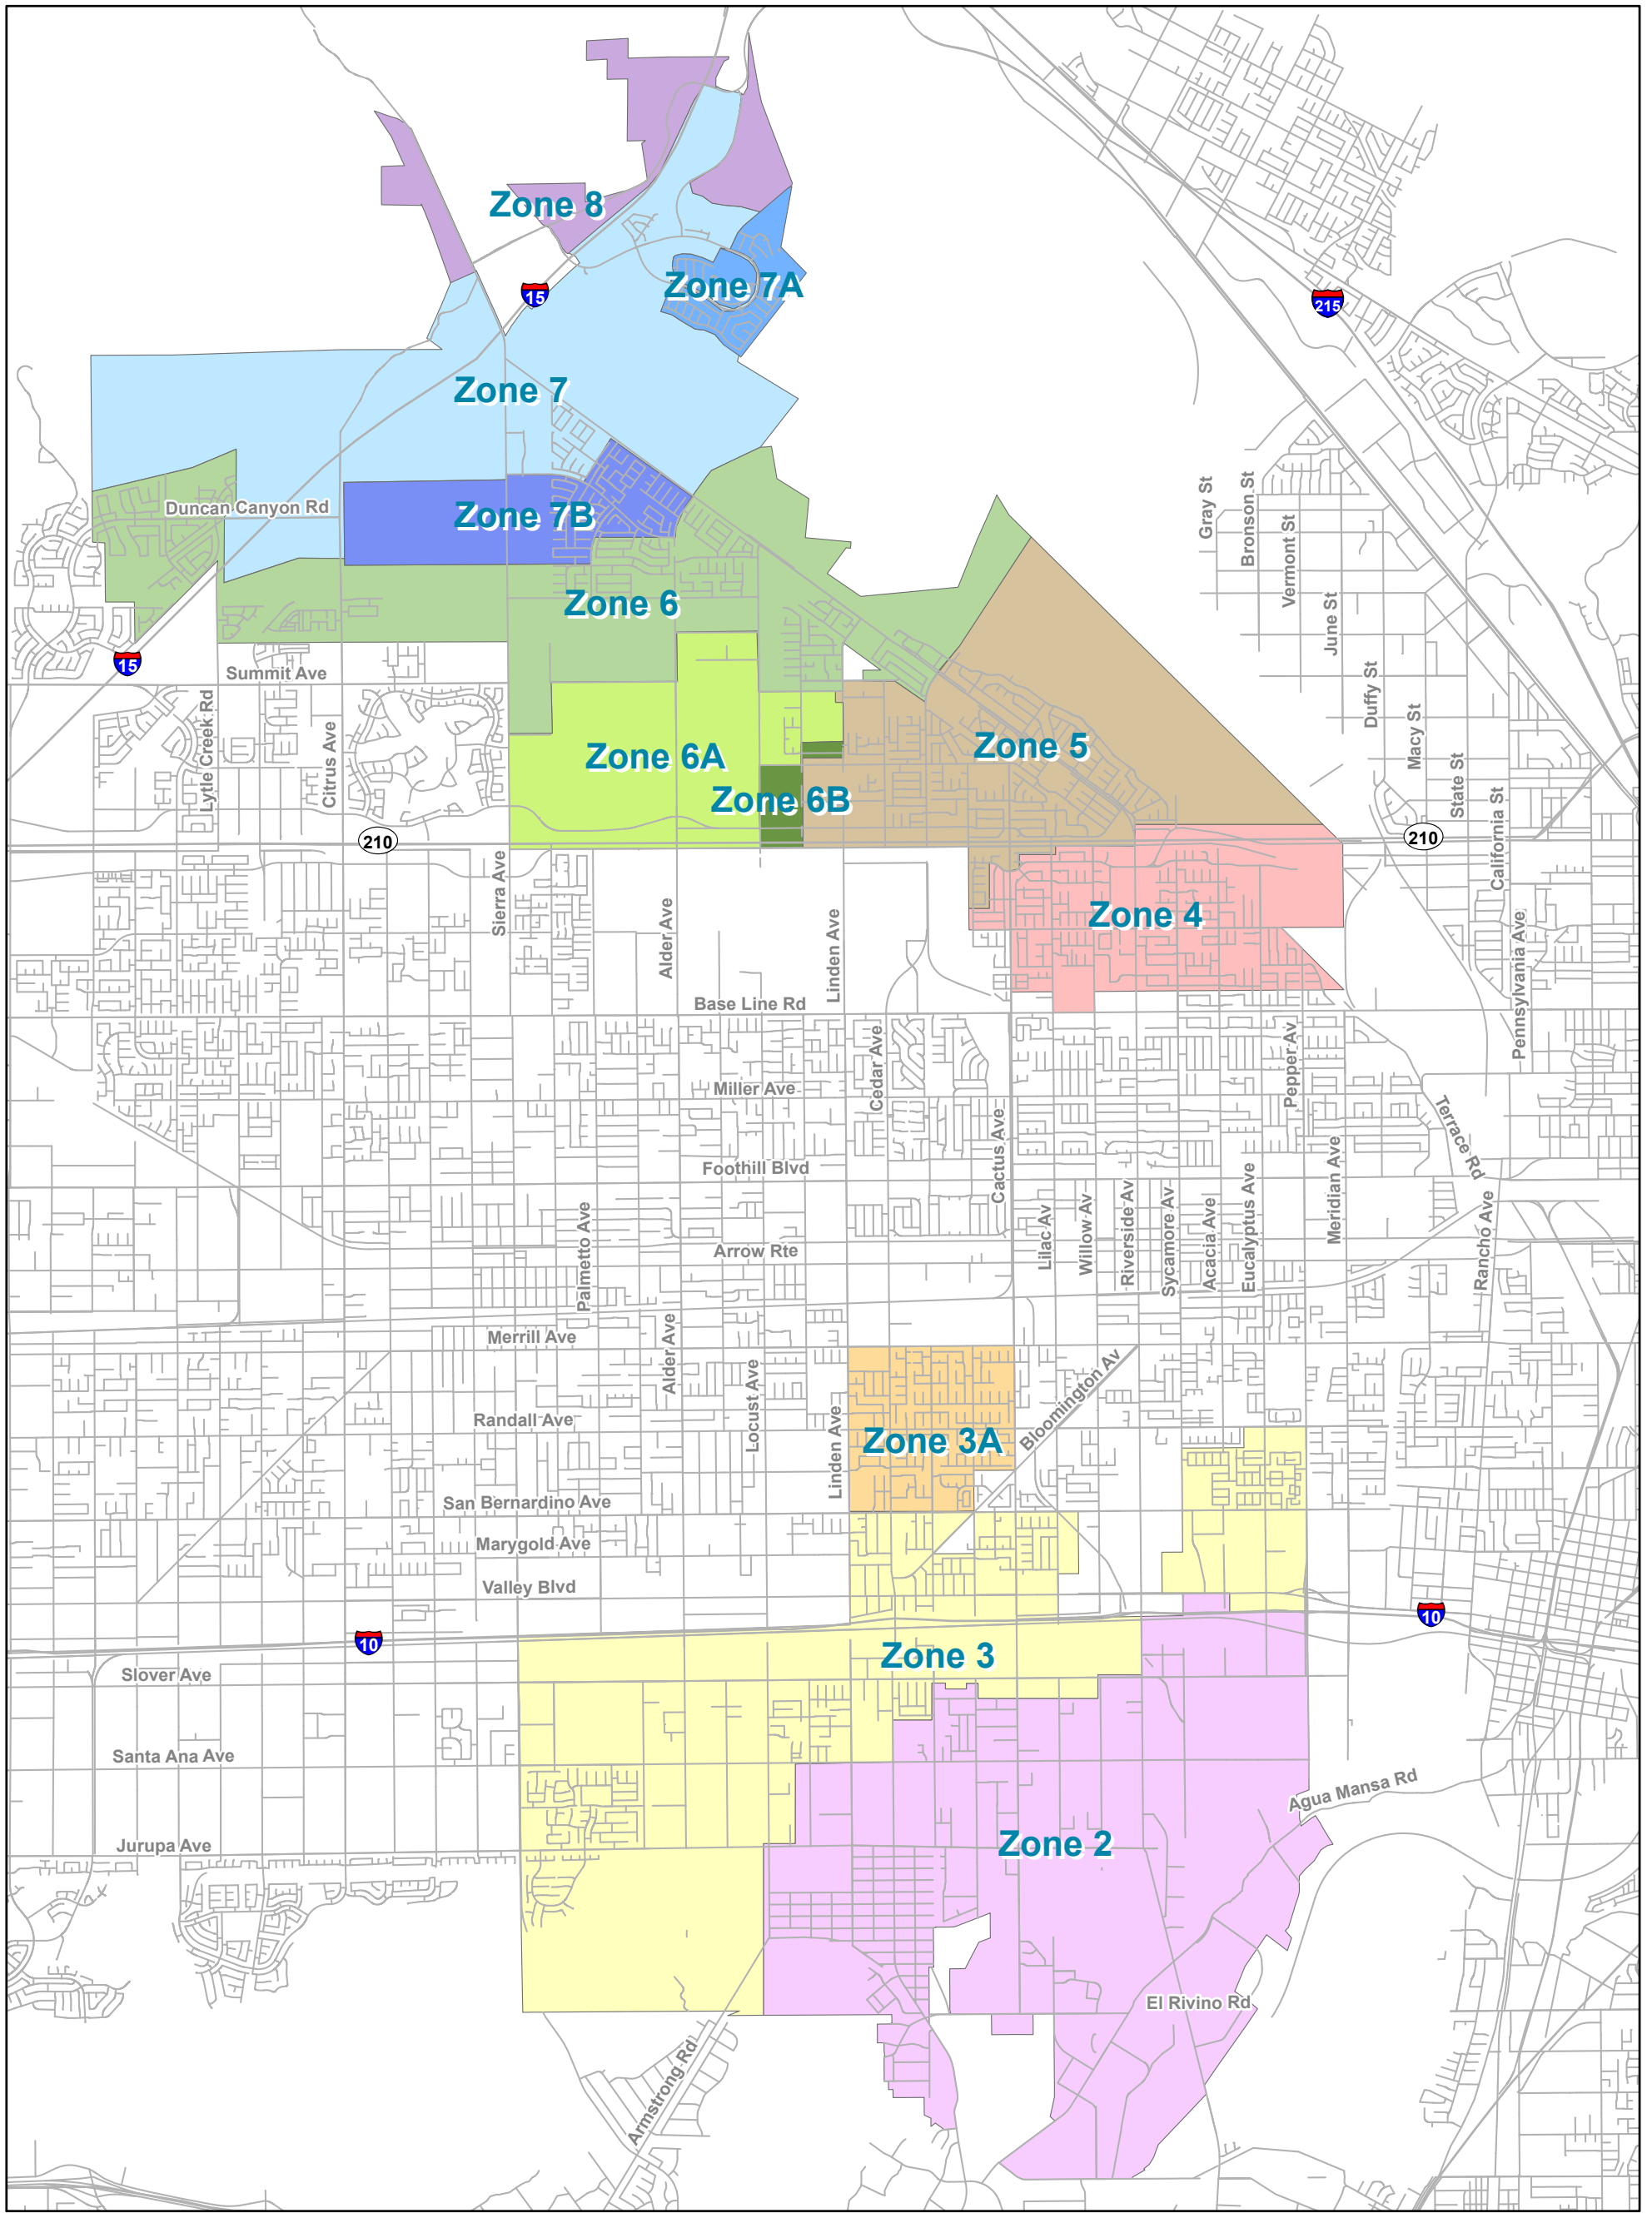 Zone 8
Zone 7A
15
215
Zone 7
Duncan Canyon Rd
Zone 7B
Gray St
Bronson St
Vermont St
Zone 6
June St
15
Summit Ave
Duffy St
Lytle Creek Rd
Citrus Ave
Macy St
Zone 6A
Zone 5
State St
Zone 6B
California St
210
210
Sierra Ave
Alder Ave
Linden Ave
Zone 4
Pennsylvania Ave
Base Line Rd
Cedar Ave
Pepper Av
Miller Ave
Terrace Rd
Cactus Ave
Foothill Blvd
Meridian Ave
Palmetto Ave
Lilac Av
Willow Av
Riverside Av
Sycamore Av
Acacia Ave
Eucalyptus Ave
Rancho Ave
Arrow Rte
Merrill Ave
Alder Ave
Locust Ave
Bloomington Av
Randall Ave
Linden Ave
Zone 3A
San Bernardino Ave
Marygold Ave
Valley Blvd
10
10
Zone 3
Slover Ave
Santa Ana Ave
Agua Mansa Rd
Jurupa Ave
Zone 2
El Rivino Rd
Armstrong Rd